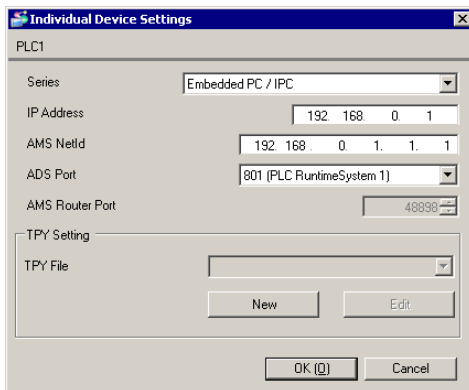 Individual Device Settings
PLC1
Series Embedded PC / IPC
IP Address 192. 168. 0. 1
AMS NetId 192. 168. 0. 1. 1. 1
ADS Port 801 (PLC RuntimeSystem 1)
AMS Router Port 48898
TPY Setting
TPY File
New Edit
OK (O) Cancel